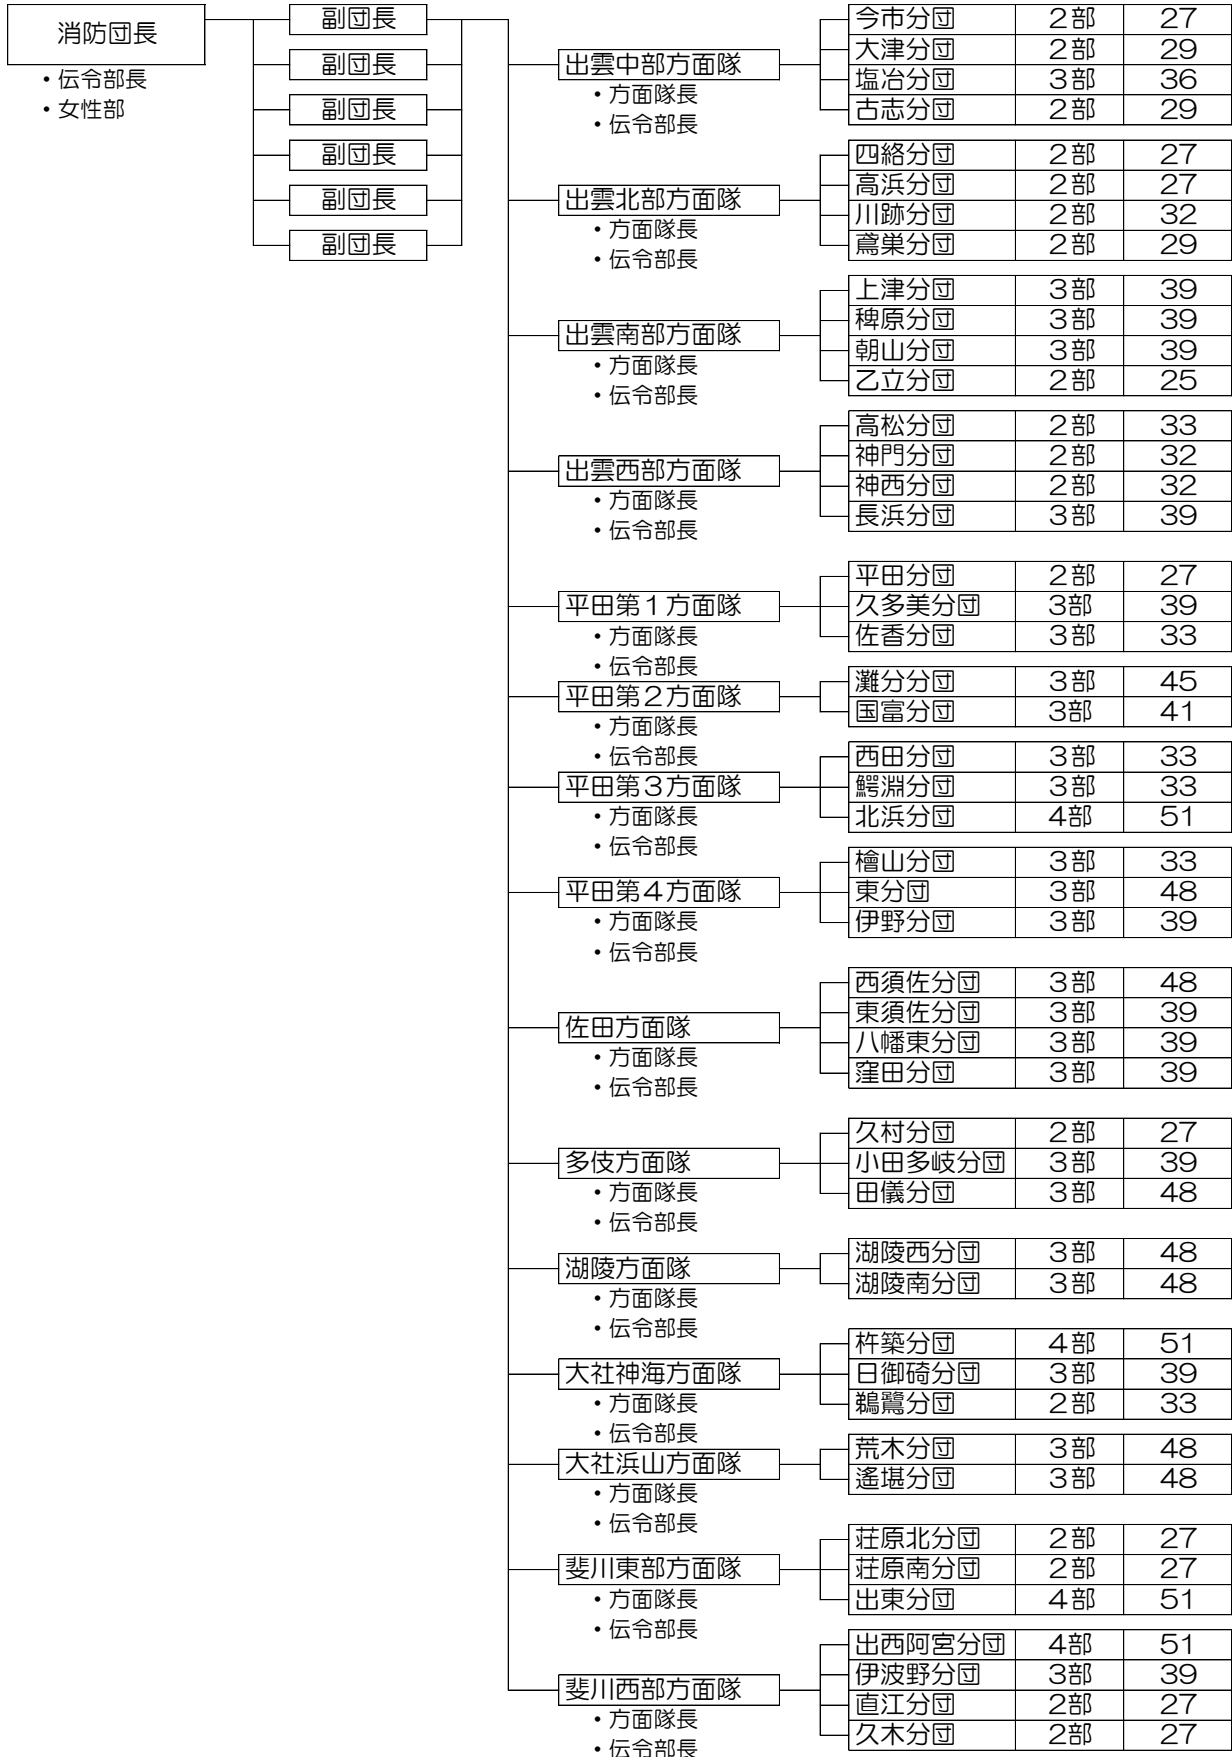 消防団長
・伝令部長
・女性部
副団長
副団長
副団長
副団長
副団長
副団長
出雲中部方面隊
・方面隊長
・伝令部長
今市分団 2部 27
大津分団 2部 29
塩冶分団 3部 36
古志分団 2部 29
出雲北部方面隊
・方面隊長
・伝令部長
四絡分団 2部 27
高浜分団 2部 27
川跡分団 2部 32
鳶巣分団 2部 29
出雲南部方面隊
・方面隊長
・伝令部長
上津分団 3部 39
稗原分団 3部 39
朝山分団 3部 39
乙立分団 2部 25
出雲西部方面隊
・方面隊長
・伝令部長
高松分団 2部 33
神門分団 2部 32
神西分団 2部 32
長浜分団 3部 39
平田第1方面隊
・方面隊長
・伝令部長
平田分団 2部 27
久多美分団 3部 39
佐香分団 3部 33
平田第2方面隊
・方面隊長
・伝令部長
灘分分団 3部 45
国富分団 3部 41
平田第3方面隊
・方面隊長
・伝令部長
西田分団 3部 33
鰐淵分団 3部 33
北浜分団 4部 51
平田第4方面隊
・方面隊長
・伝令部長
檜山分団 3部 33
東分団 3部 48
伊野分団 3部 39
佐田方面隊
・方面隊長
・伝令部長
西須佐分団 3部 48
東須佐分団 3部 39
八幡東分団 3部 39
窪田分団 3部 39
多伎方面隊
・方面隊長
・伝令部長
久村分団 2部 27
小田多岐分団 3部 39
田儀分団 3部 48
湖陵方面隊
・方面隊長
・伝令部長
湖陵西分団 3部 48
湖陵南分団 3部 48
大社神海方面隊
・方面隊長
・伝令部長
杵築分団 4部 51
日御碕分団 3部 39
鵜鷺分団 2部 33
大社浜山方面隊
・方面隊長
・伝令部長
荒木分団 3部 48
遙堪分団 3部 48
斐川東部方面隊
・方面隊長
・伝令部長
荘原北分団 2部 27
荘原南分団 2部 27
出東分団 4部 51
斐川西部方面隊
・方面隊長
・伝令部長
出西阿宮分団 4部 51
伊波野分団 3部 39
直江分団 2部 27
久木分団 2部 27